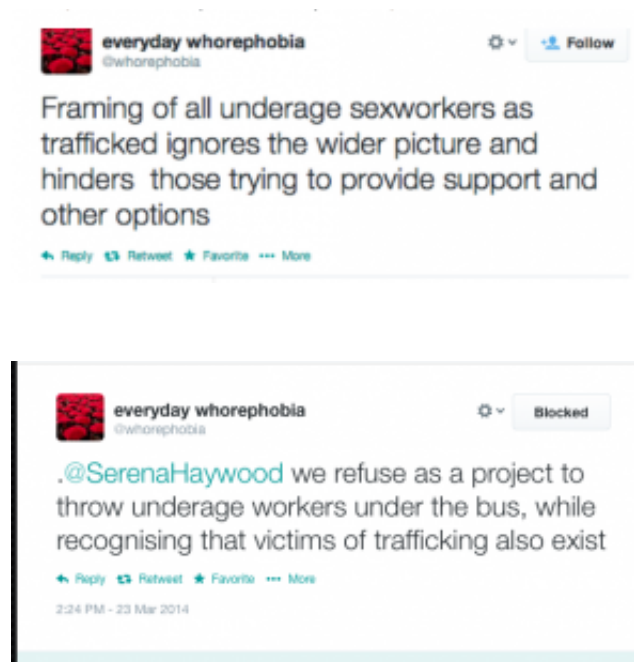 everyday whorephobia
@whorephobia
Follow
Framing of all underage sexworkers as
trafficked ignores the wider picture and
hinders those trying to provide support and
other options
Reply Retweet Favorite More
everyday whorephobia
@whorephobia
Blocked
.@SerenaHaywood we refuse as a project to
throw underage workers under the bus, while
recognising that victims of trafficking also exist
Reply Retweet Favorite More
2:24 PM - 23 Mar 2014